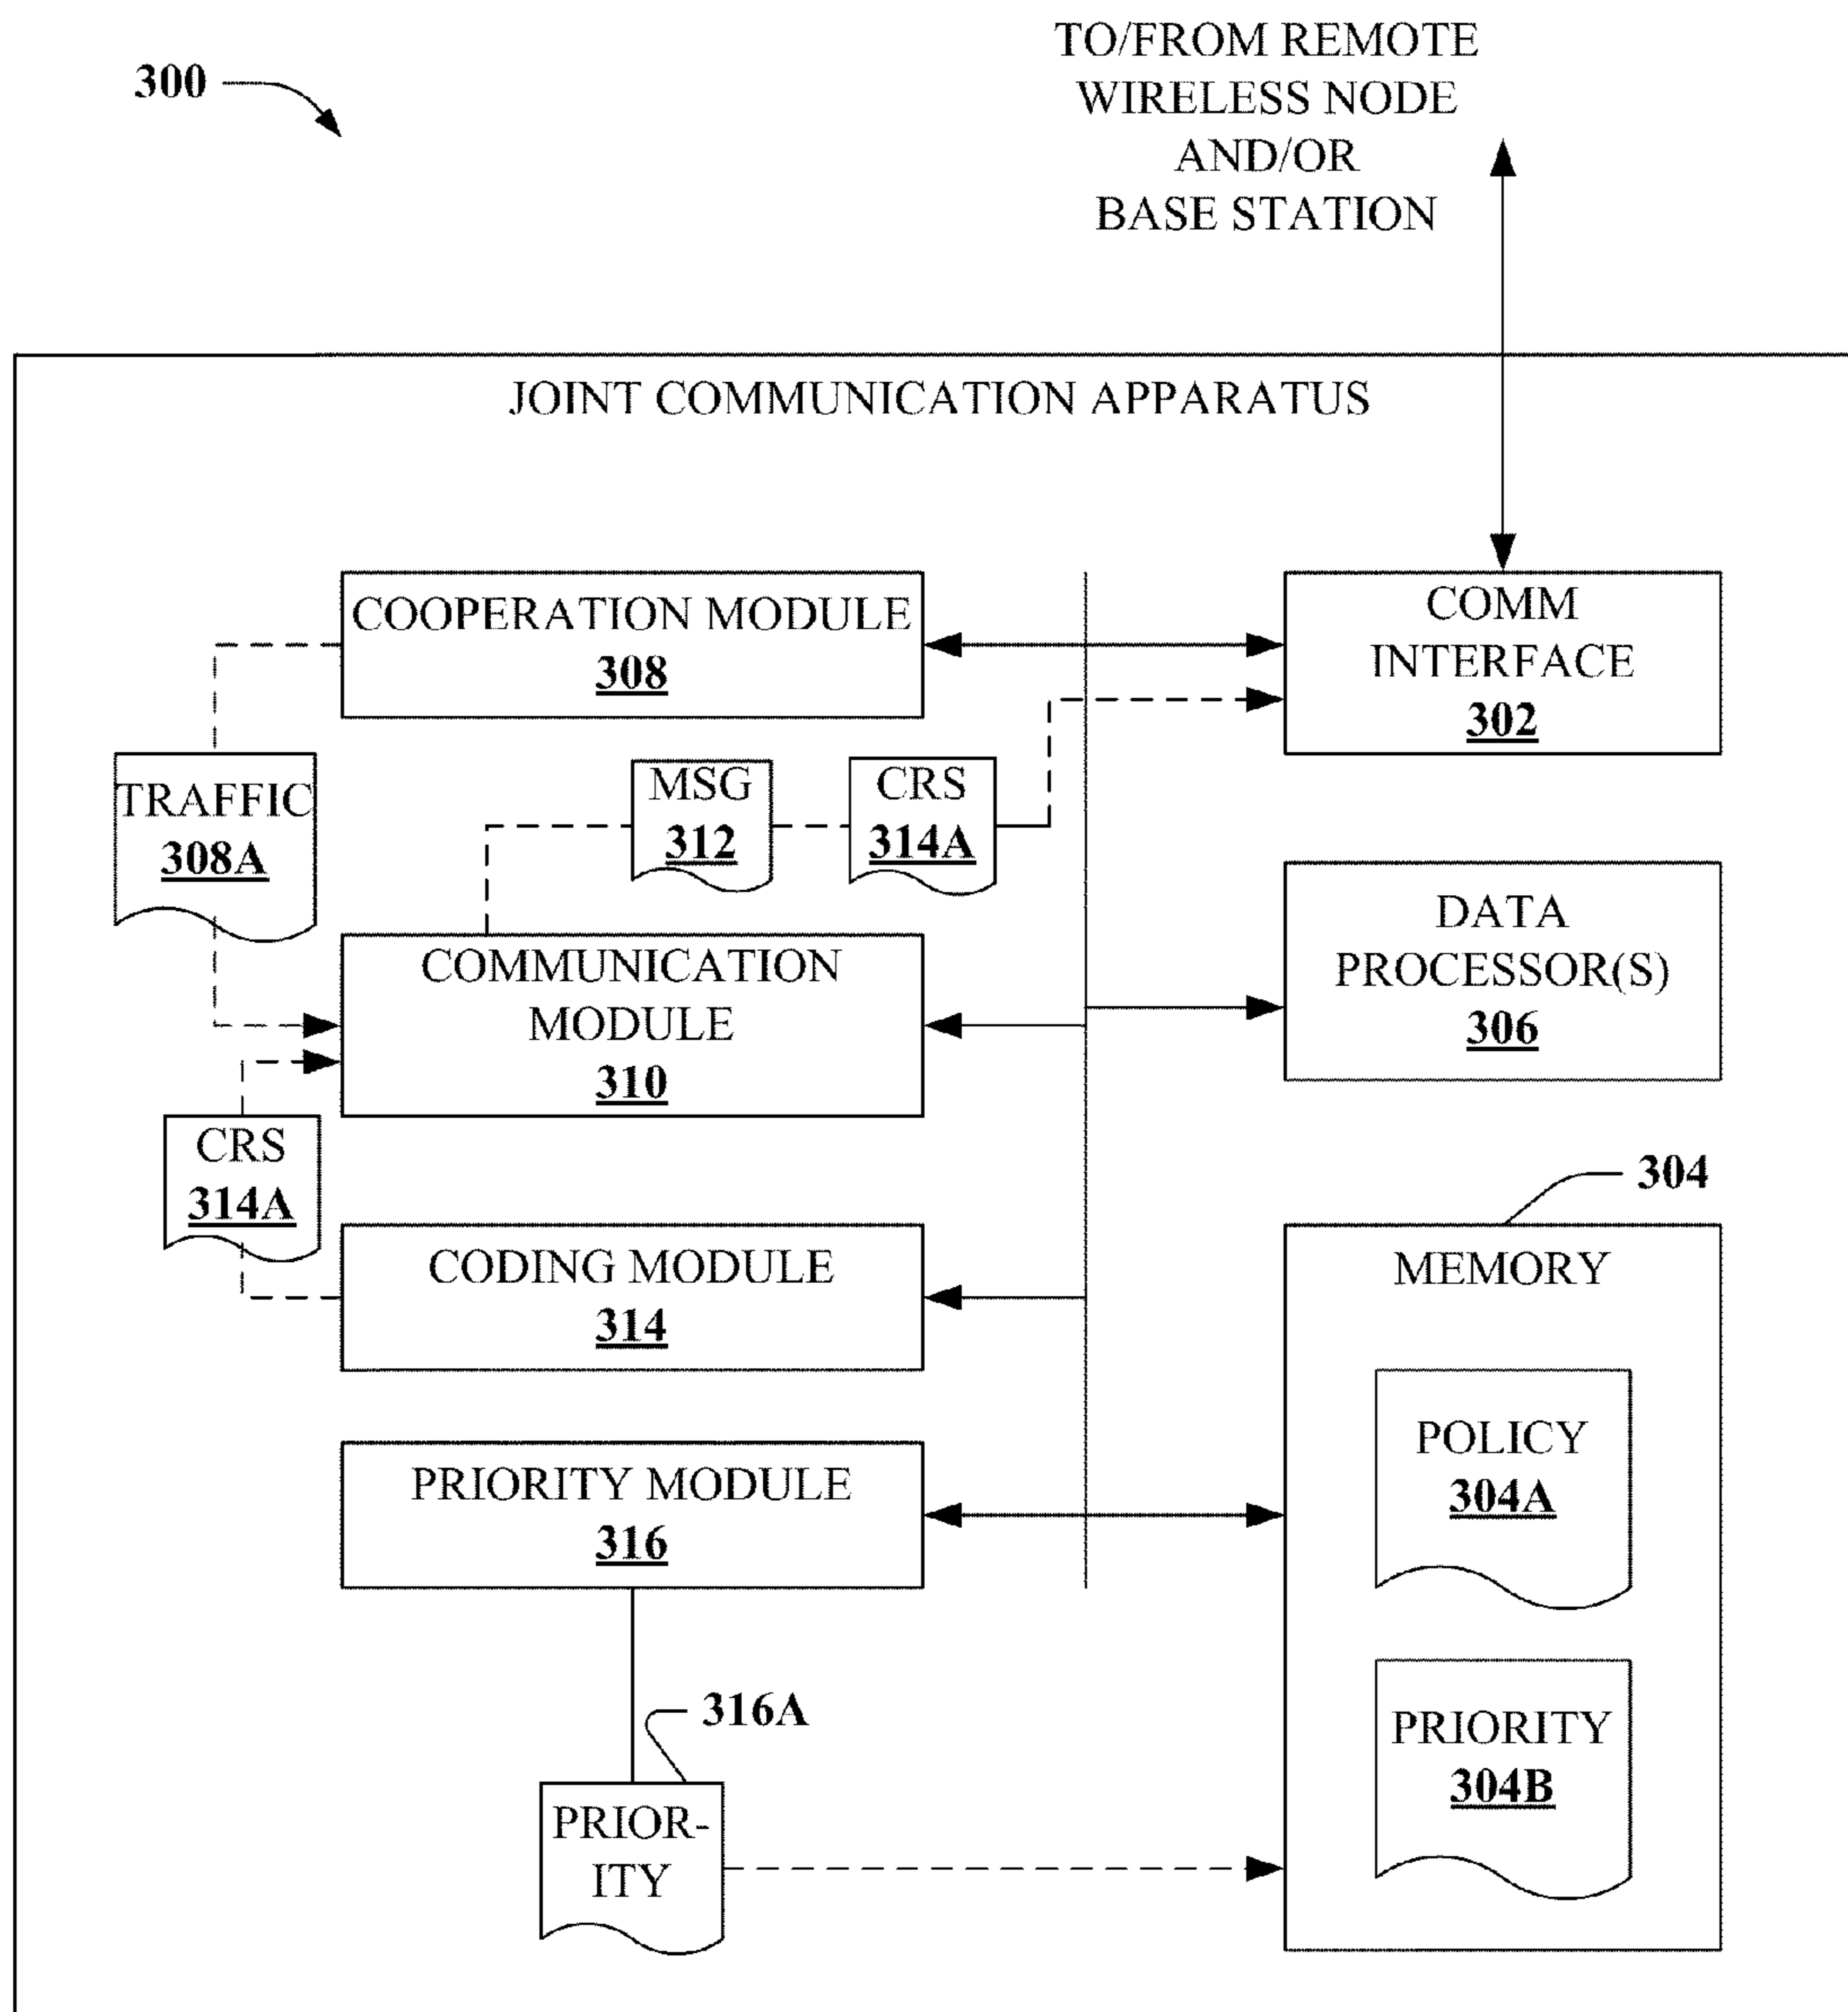 300
TO/FROM REMOTE
WIRELESS NODE
AND/OR
BASE STATION
JOINT COMMUNICATION APPARATUS
COOPERATION MODULE
308
COMM
INTERFACE
302
TRAFFIC
308A
MSG
312
CRS
314A
COMMUNICATION
MODULE
310
DATA
PROCESSOR(S)
306
CRS
314A
CODING MODULE
314
304
MEMORY
POLICY
304A
PRIORITY MODULE
316
316A
PRIOR-
ITY
PRIORITY
304B